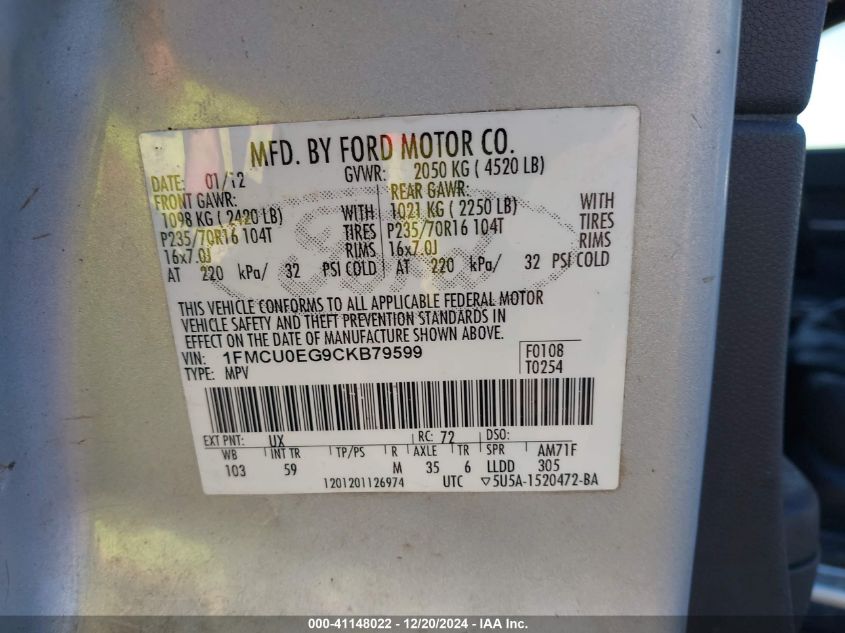 MFD. BY FORD MOTOR CO.
DATE: 01/12 GVWR: 2050 KG ( 4520 LB)
FRONT GAWR: REAR GAWR:
1098 KG ( 2420 LB) WITH 1021 KG ( 2250 LB) WITH
P235/70R16 104T TIRES P235/70R16 104T TIRES
16x7.0J RIMS 16x7.0J RIMS
AT 220 kPa/ 32 PSI COLD AT 220 kPa/ 32 PSI COLD
Ford
THIS VEHICLE CONFORMS TO ALL APPLICABLE FEDERAL MOTOR
VEHICLE SAFETY AND THEFT PREVENTION STANDARDS IN
EFFECT ON THE DATE OF MANUFACTURE SHOWN ABOVE.
VIN: 1FMCU0EG9CKB79599 F0108
TYPE: MPV T0254
EXT PNT: UX RC: 72 DSO:
WB INT TR TP/PS R AXLE TR SPR AM71F
103 59 M 35 6 LLDD 305
1201201126974 UTC ▽5U5A-1520472-BA
000-41148022 - 12/20/2024 - IAA Inc.